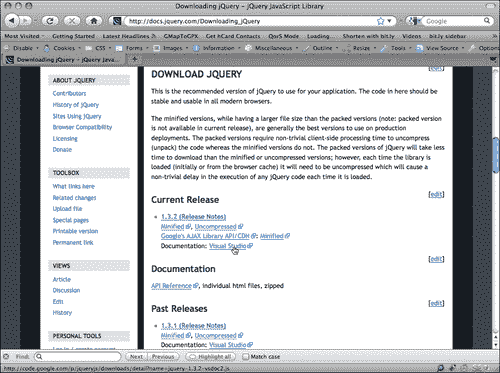 Downloading jQuery - jQuery JavaScript Library
http://docs.jquery.com/Downloading_jQuery
Google
Most Visited Getting Started Latest Headlines GMapToGPX Get hCard Contacts QurS Mode Loading... Shorten with bit.ly Bookmarks bit.ly sidebar
Disable Cookies CSS Forms Images Information Miscellaneous Outline Resize Tools View Source Options
Downloading jQuery - jQuery Java...
ABOUT JQUERY
Contributors
History of jQuery
Sites Using jQuery
Browser Compatibility
Licensing
Donate
TOOLBOX
What links here
Related changes
Upload file
Special pages
Printable version
Permanent link
VIEWS
Article
Discussion
Edit
History
PERSONAL TOOLS
[edit]
DOWNLOAD JQUERY
This is the recommended version of jQuery to use for your application. The code in here should be
stable and usable in all modern browsers.
The minified versions, while having a larger file size than the packed versions (note: packed
version is not available in current release), are generally the best versions to use on production
deployments. The packed versions require non-trivial client-side processing time to uncompress
(unpack) the code whereas the minified versions do not. The packed versions of jQuery will take less
time to download than the minified or uncompressed versions; however, each time the library is
loaded (initially or from the browser cache) it will need to be uncompressed which will cause a
non-trivial delay in the execution of any jQuery code each time it is loaded.
[edit]
Current Release
1.3.2 (Release Notes)
Minified, Uncompressed
Google's AJAX Library API/CDN: Minified
Documentation: Visual Studio
[edit]
Documentation
API Reference, individual html files, zipped
[edit]
Past Releases
1.3.1 (Release Notes)
Minified, Uncompressed
Documentation: Visual Studio
Find: Next Previous Highlight all Match case
http://code.google.com/p/jqueryjs/downloads/detail?name=jquery-1.3.2-vsdoc2.js